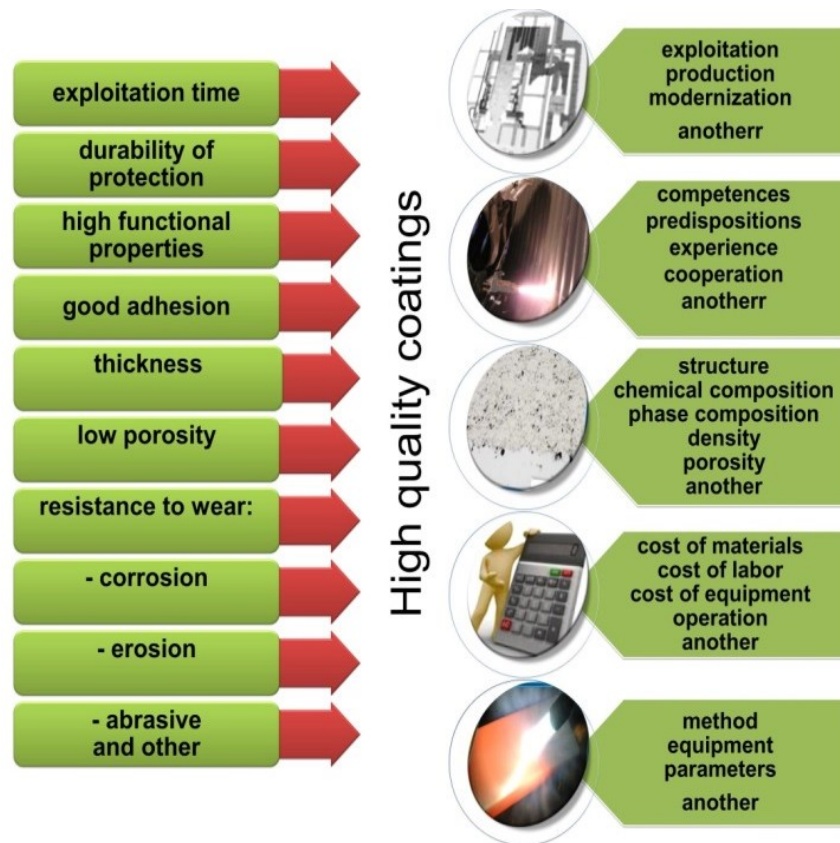 exploitation time
durability of
protection
high functional
properties
good adhesion
thickness
low porosity
resistance to wear:
- corrosion
- erosion
- abrasive
and other
High quality coatings
exploitation
production
modernization
anotherr
competences
predispositions
experience
cooperation
anotherr
structure
chemical composition
phase composition
density
porosity
another
cost of materials
cost of labor
cost of equipment
operation
another
method
equipment
parameters
another